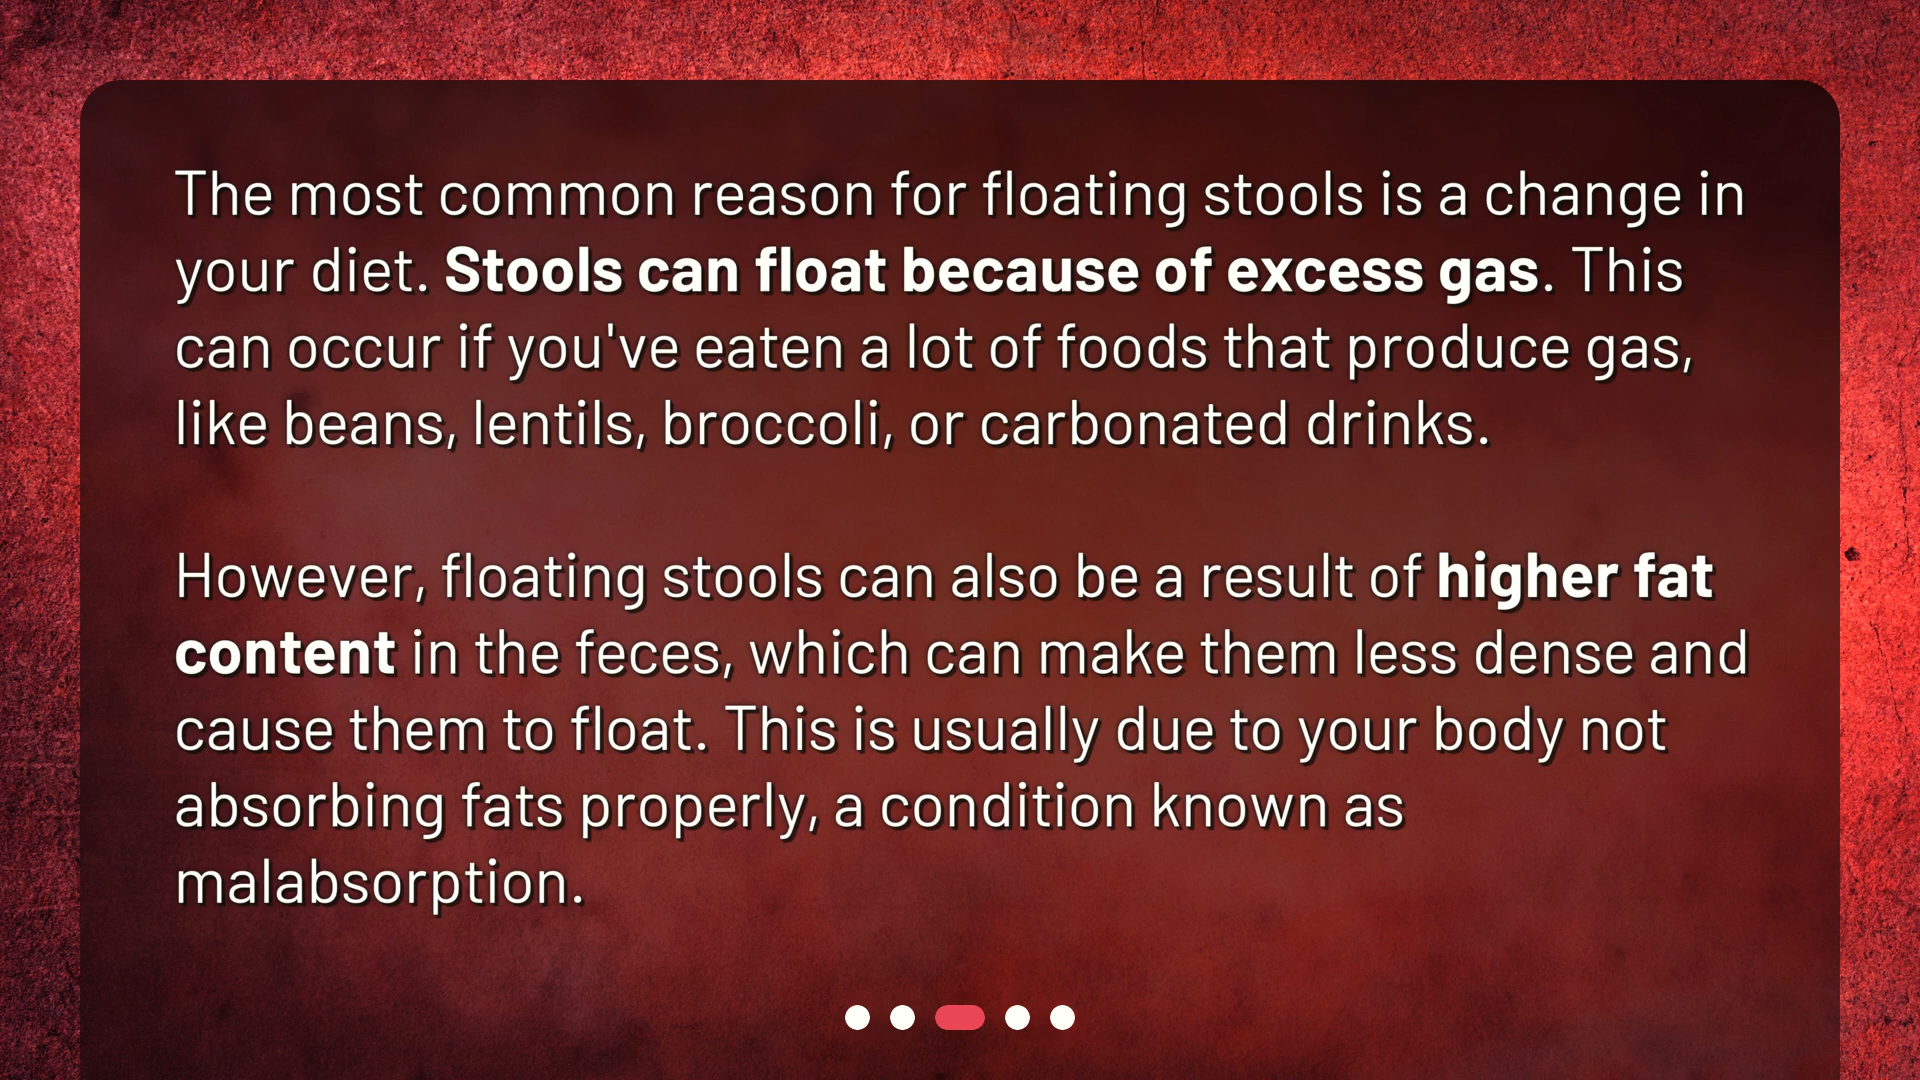 The most common reason for floating stools is a change in
your diet. Stools can float because of excess gas. This
can occur if you've eaten a lot of foods that produce gas,
like beans, lentils, broccoli, or carbonated drinks.
However, floating stools can also be a result of higher fat
content in the feces, which can make them less dense and
cause them to float. This is usually due to your body not
absorbing fats properly, a condition known as
malabsorption.